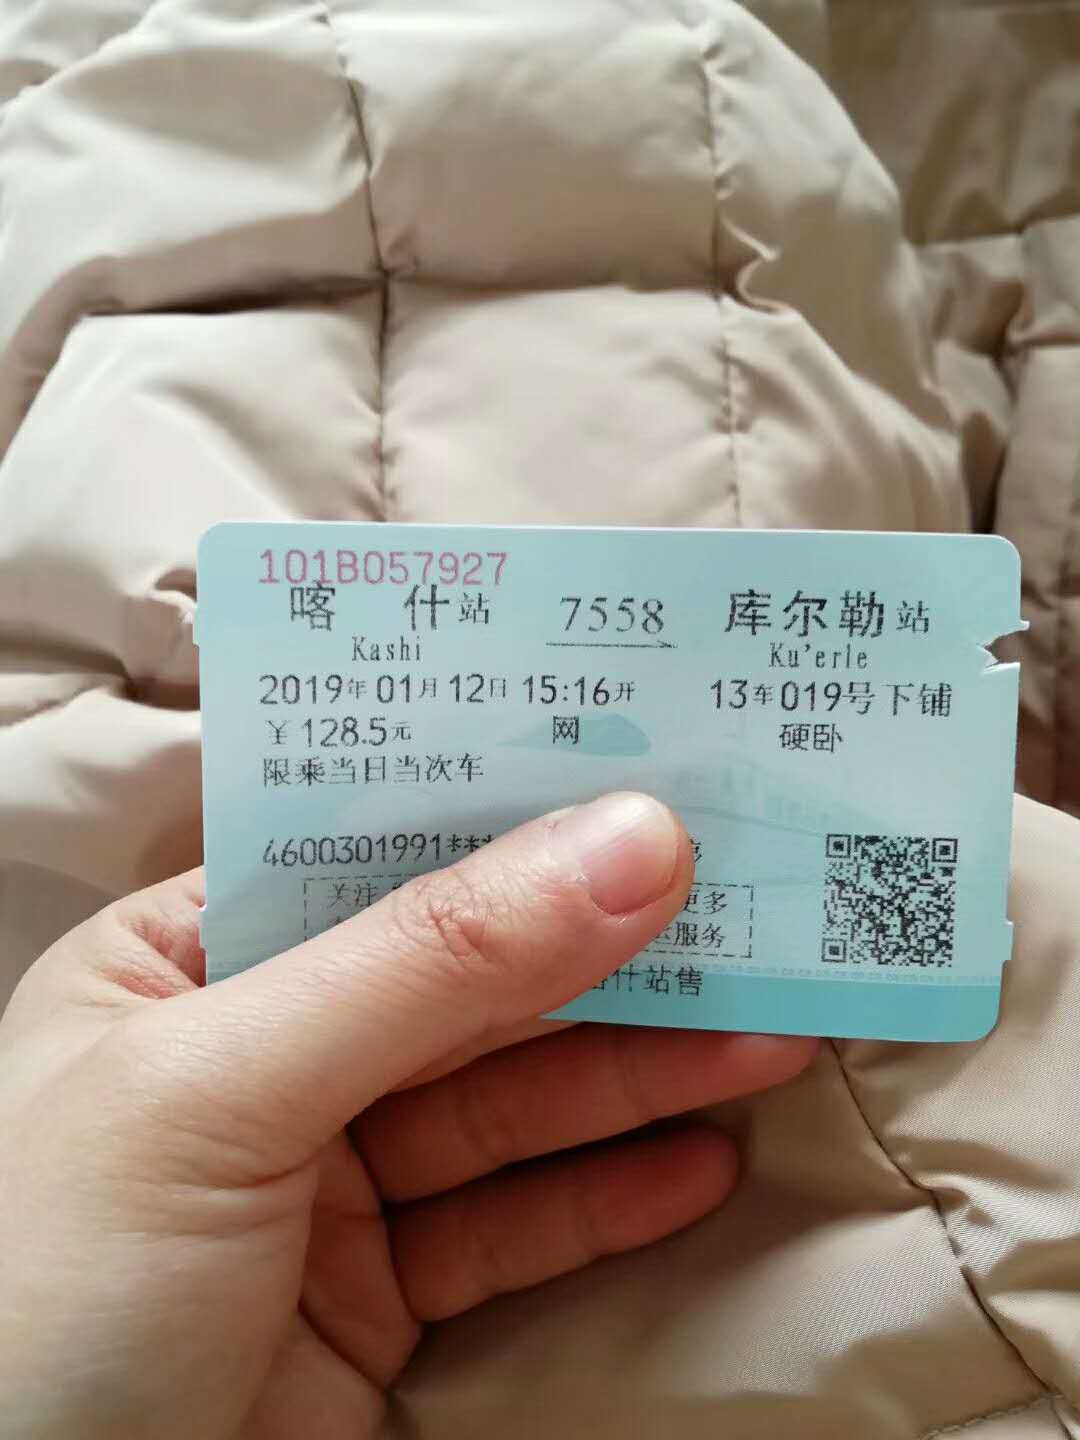 101B057927
喀什站 7558 库尔勒站
Kashi Ku'erle
2019年01月12日 15:16开 13车019号下铺
￥128.5元 网 硬卧
限乘当日当次车
4600301991***
关注 更多
服务
什站售